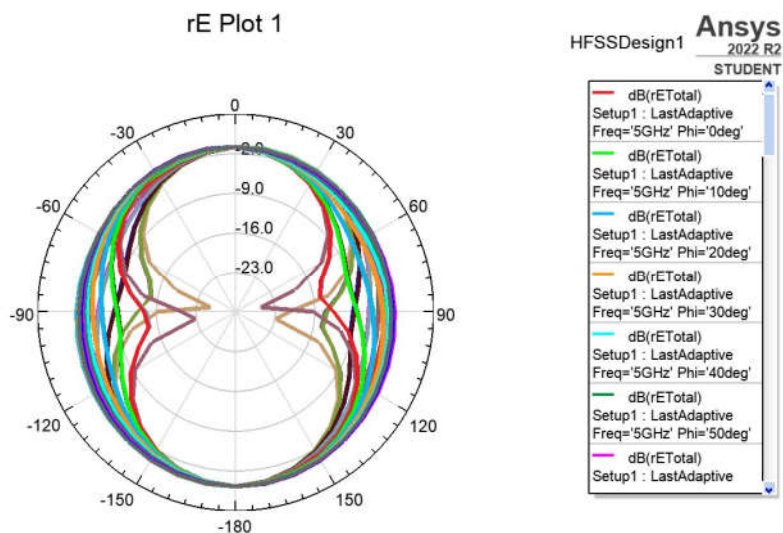 rE Plot 1
HFSSDesign1
Ansys
2022 R2
STUDENT
0
-30
30
-2.0
-60
60
-9.0
-16.0
-23.0
-90
90
-120
120
-150
150
-180
dB(rETotal)
Setup1 : LastAdaptive
Freq='5GHz' Phi='0deg'
dB(rETotal)
Setup1 : LastAdaptive
Freq='5GHz' Phi='10deg'
dB(rETotal)
Setup1 : LastAdaptive
Freq='5GHz' Phi='20deg'
dB(rETotal)
Setup1 : LastAdaptive
Freq='5GHz' Phi='30deg'
dB(rETotal)
Setup1 : LastAdaptive
Freq='5GHz' Phi='40deg'
dB(rETotal)
Setup1 : LastAdaptive
Freq='5GHz' Phi='50deg'
dB(rETotal)
Setup1 : LastAdaptive